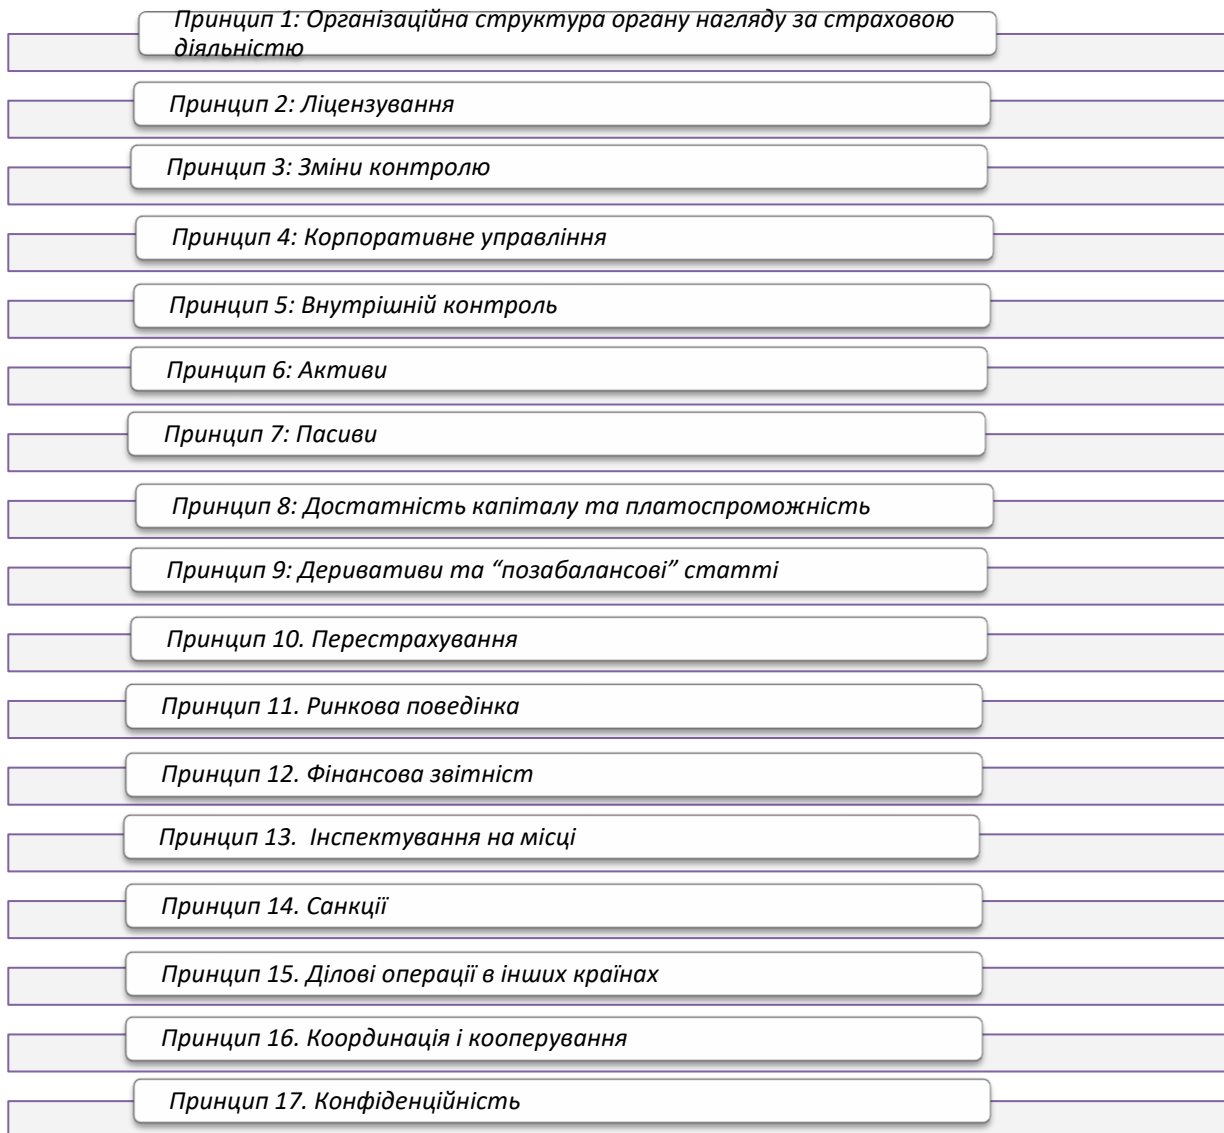 Принцип 1: Організаційна структура органу нагляду за страховою
діяльністю
Принцип 2: Ліцензування
Принцип 3: Зміни контролю
Принцип 4: Корпоративне управління
Принцип 5: Внутрішній контроль
Принцип 6: Активи
Принцип 7: Пасиви
Принцип 8: Достатність капіталу та платоспроможність
Принцип 9: Деривативи та “позабалансові” статті
Принцип 10. Перестрахування
Принцип 11. Ринкова поведінка
Принцип 12. Фінансова звітніст
Принцип 13.  Інспектування на місці
Принцип 14. Санкції
Принцип 15. Ділові операції в інших країнах
Принцип 16. Координація і кооперування
Принцип 17. Конфіденційність